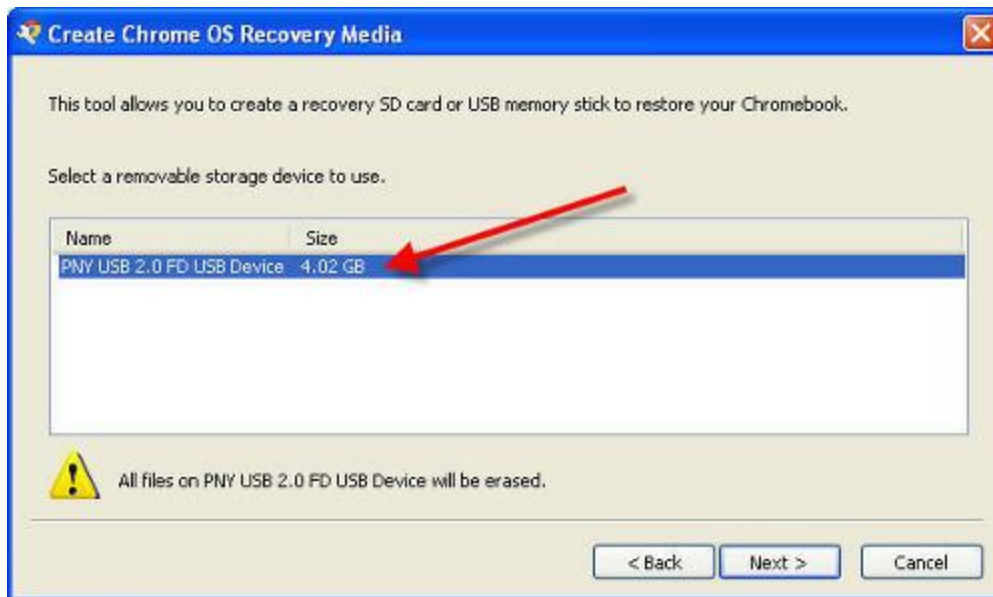 Create Chrome OS Recovery Media
This tool allows you to create a recovery SD card or USB memory stick to restore your Chromebook.
Select a removable storage device to use.
Name Size
PNY USB 2.0 FD USB Device 4.02 GB
All files on PNY USB 2.0 FD USB Device will be erased.
< Back Next > Cancel